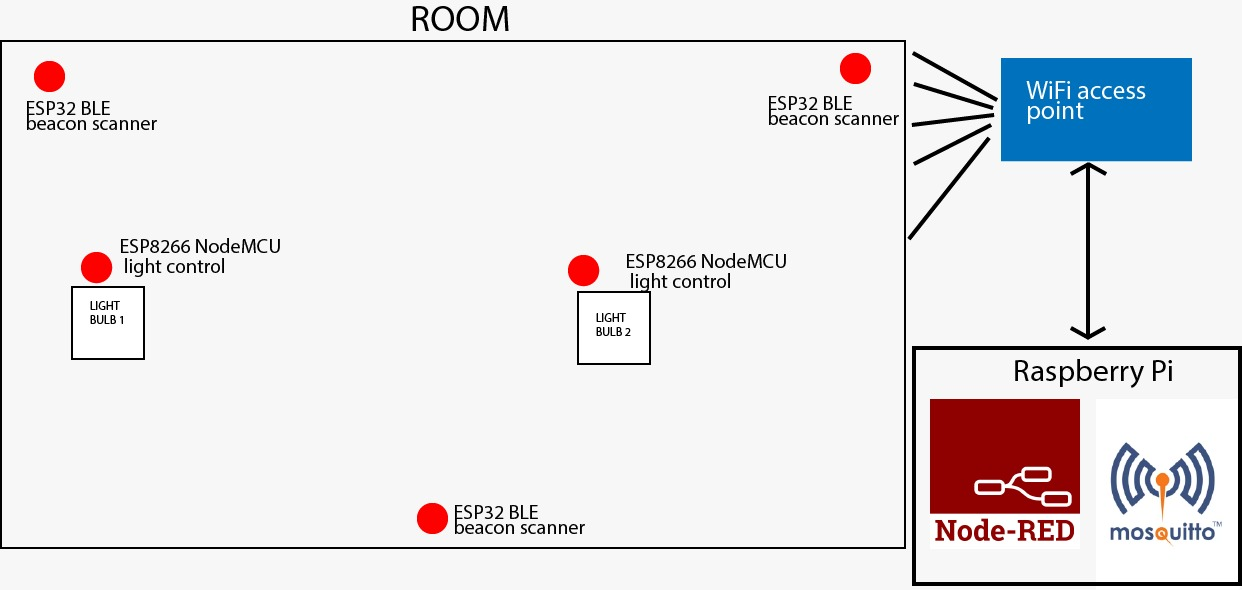 ROOM
ESP32 BLE
beacon scanner
ESP32 BLE
beacon scanner
WiFi access
point
ESP8266 NodeMCU
light control
LIGHT
BULB 1
ESP8266 NodeMCU
light control
LIGHT
BULB 2
ESP32 BLE
beacon scanner
Raspberry Pi
Node-RED
mosquitto™